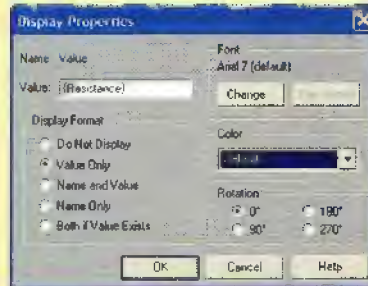 Display Properties
Name: Value
Value: {Resistance}
Display Format
Do Not Display
Value Only
Name and Value
Name Only
Both if Value Exists
Font
Arial 7 (default)
Change
Color
Rotation
0° 180°
90° 270°
OK Cancel Help